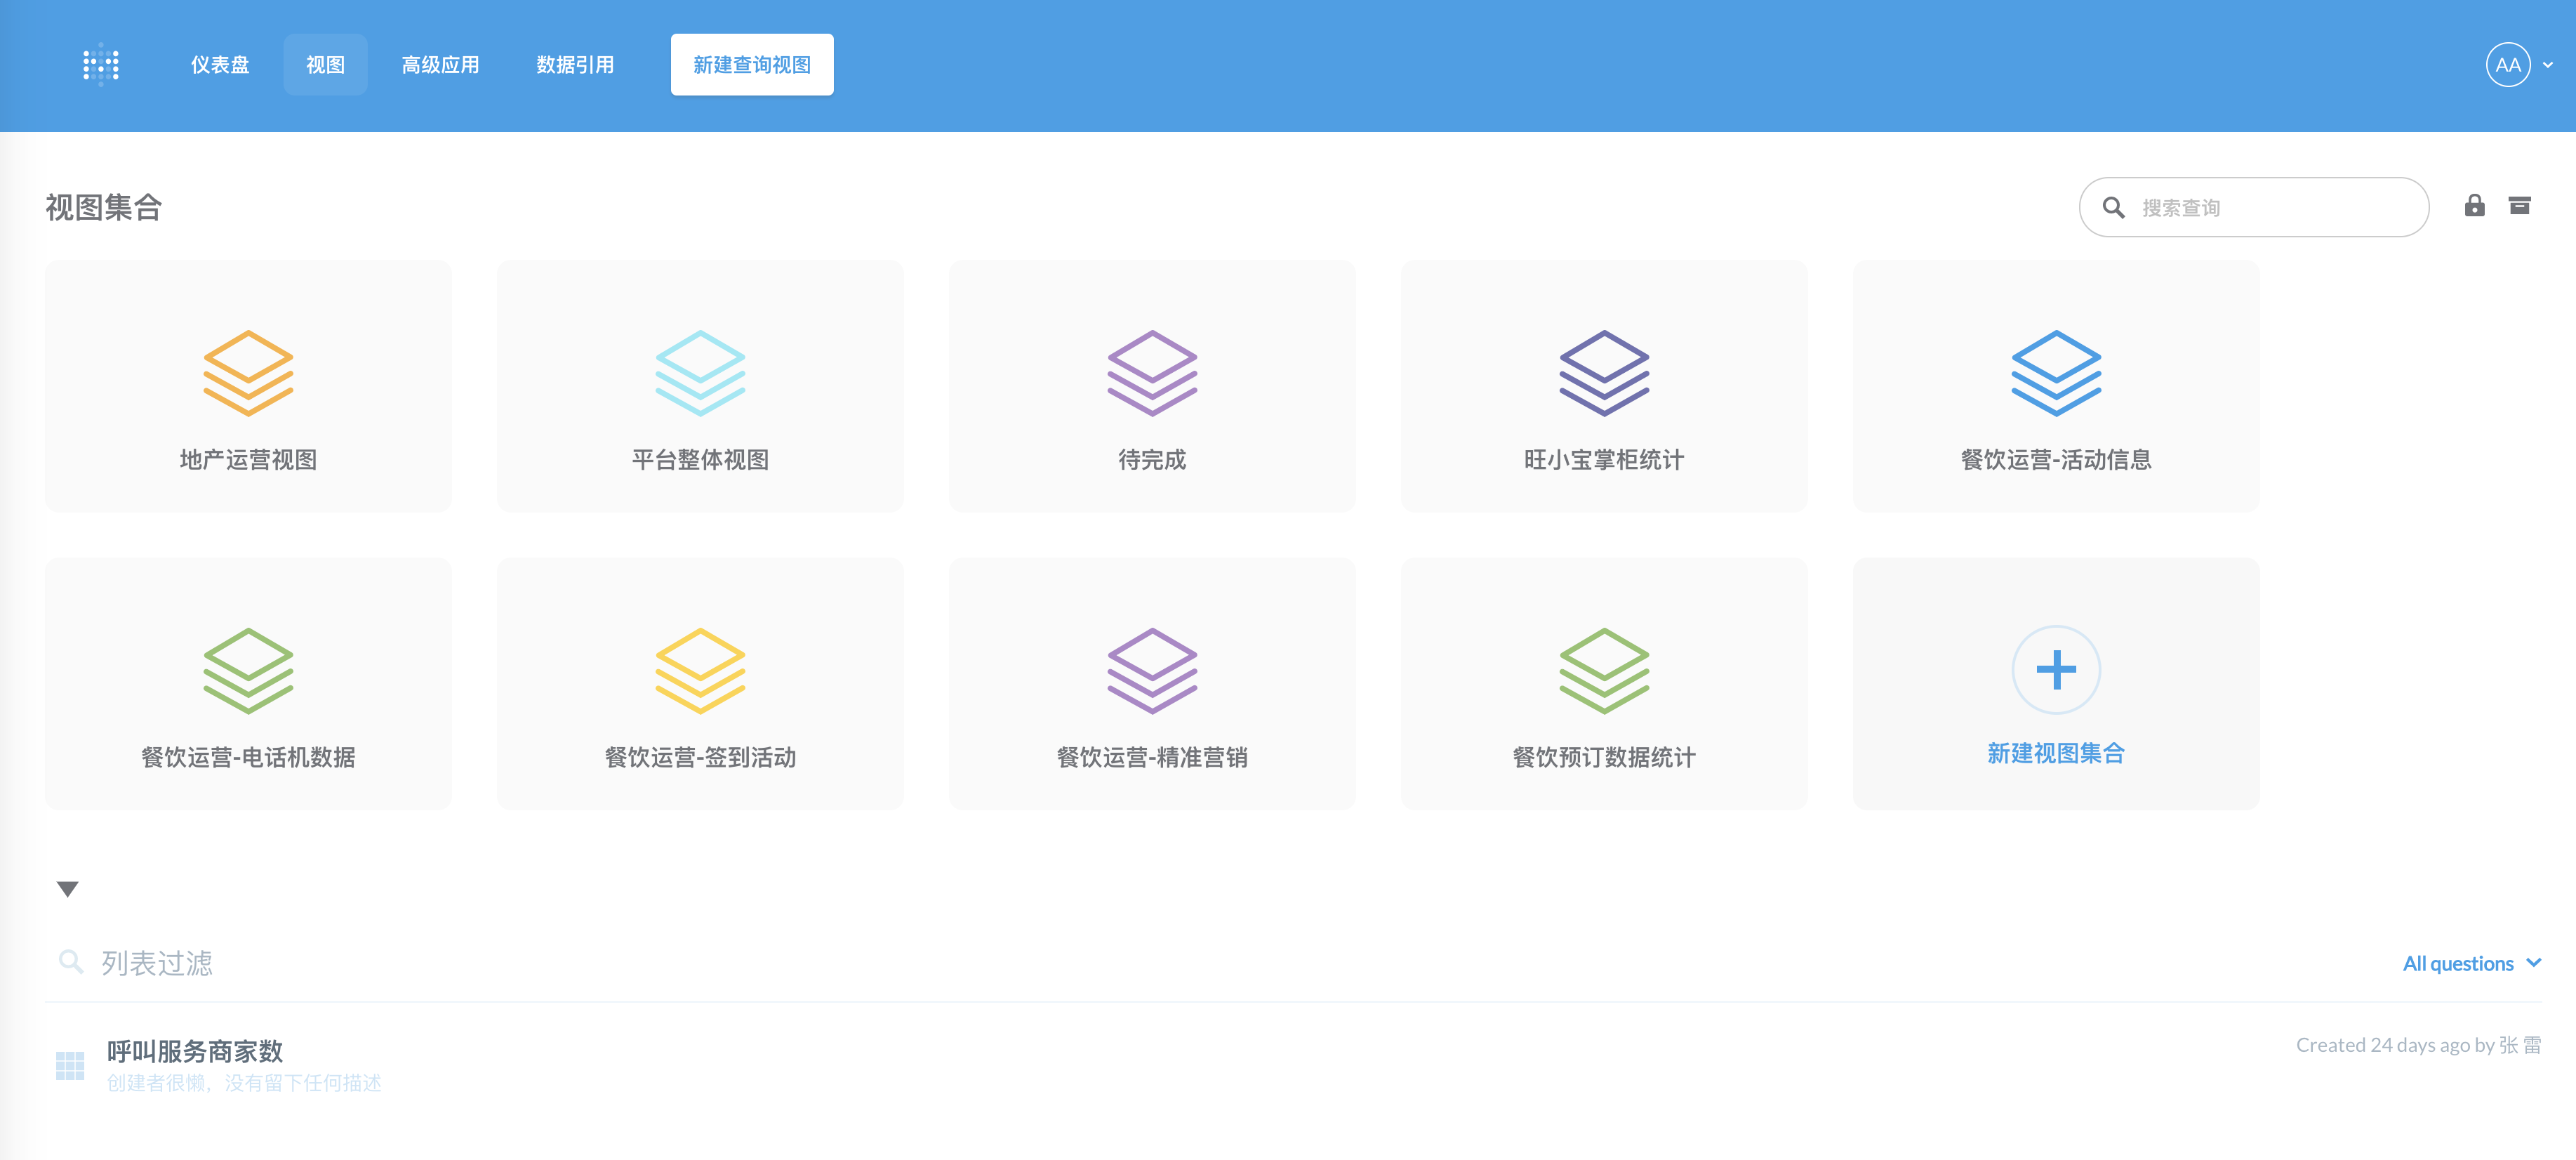 仪表盘
视图
高级应用
数据引用
新建查询视图
AA
视图集合
搜索查询
地产运营视图
平台整体视图
待完成
旺小宝掌柜统计
餐饮运营-活动信息
餐饮运营-电话机数据
餐饮运营-签到活动
餐饮运营-精准营销
餐饮预订数据统计
新建视图集合
列表过滤
All questions
呼叫服务商家数
Created 24 days ago by 张 雷
创建者很懒，没有留下任何描述